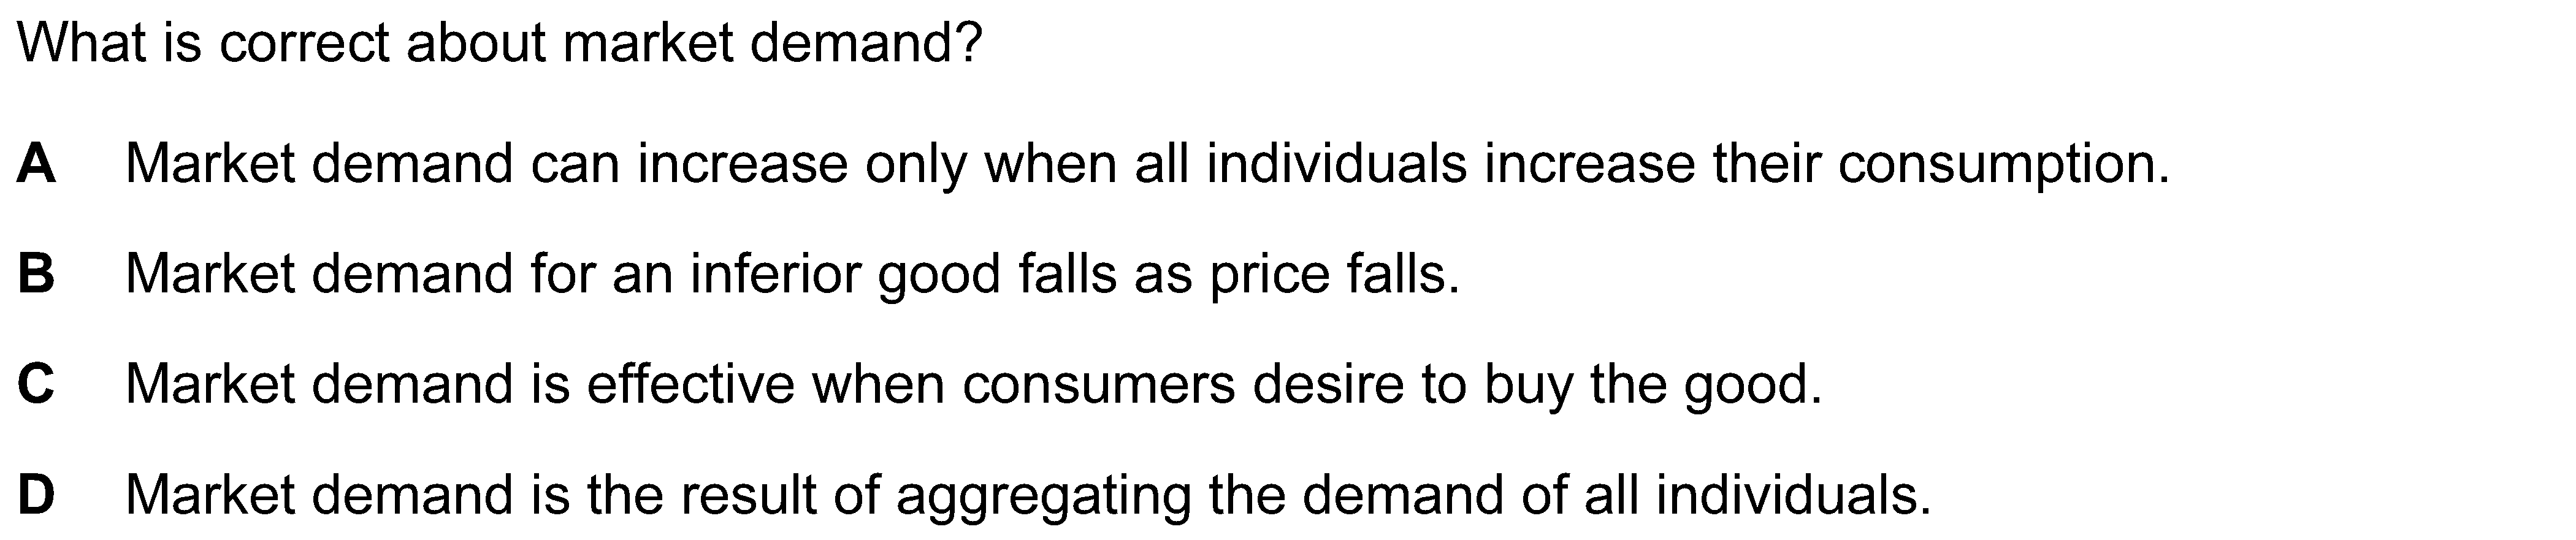 What is correct about market demand?
A Market demand can increase only when all individuals increase their consumption.
B Market demand for an inferior good falls as price falls.
C Market demand is effective when consumers desire to buy the good.
D Market demand is the result of aggregating the demand of all individuals.